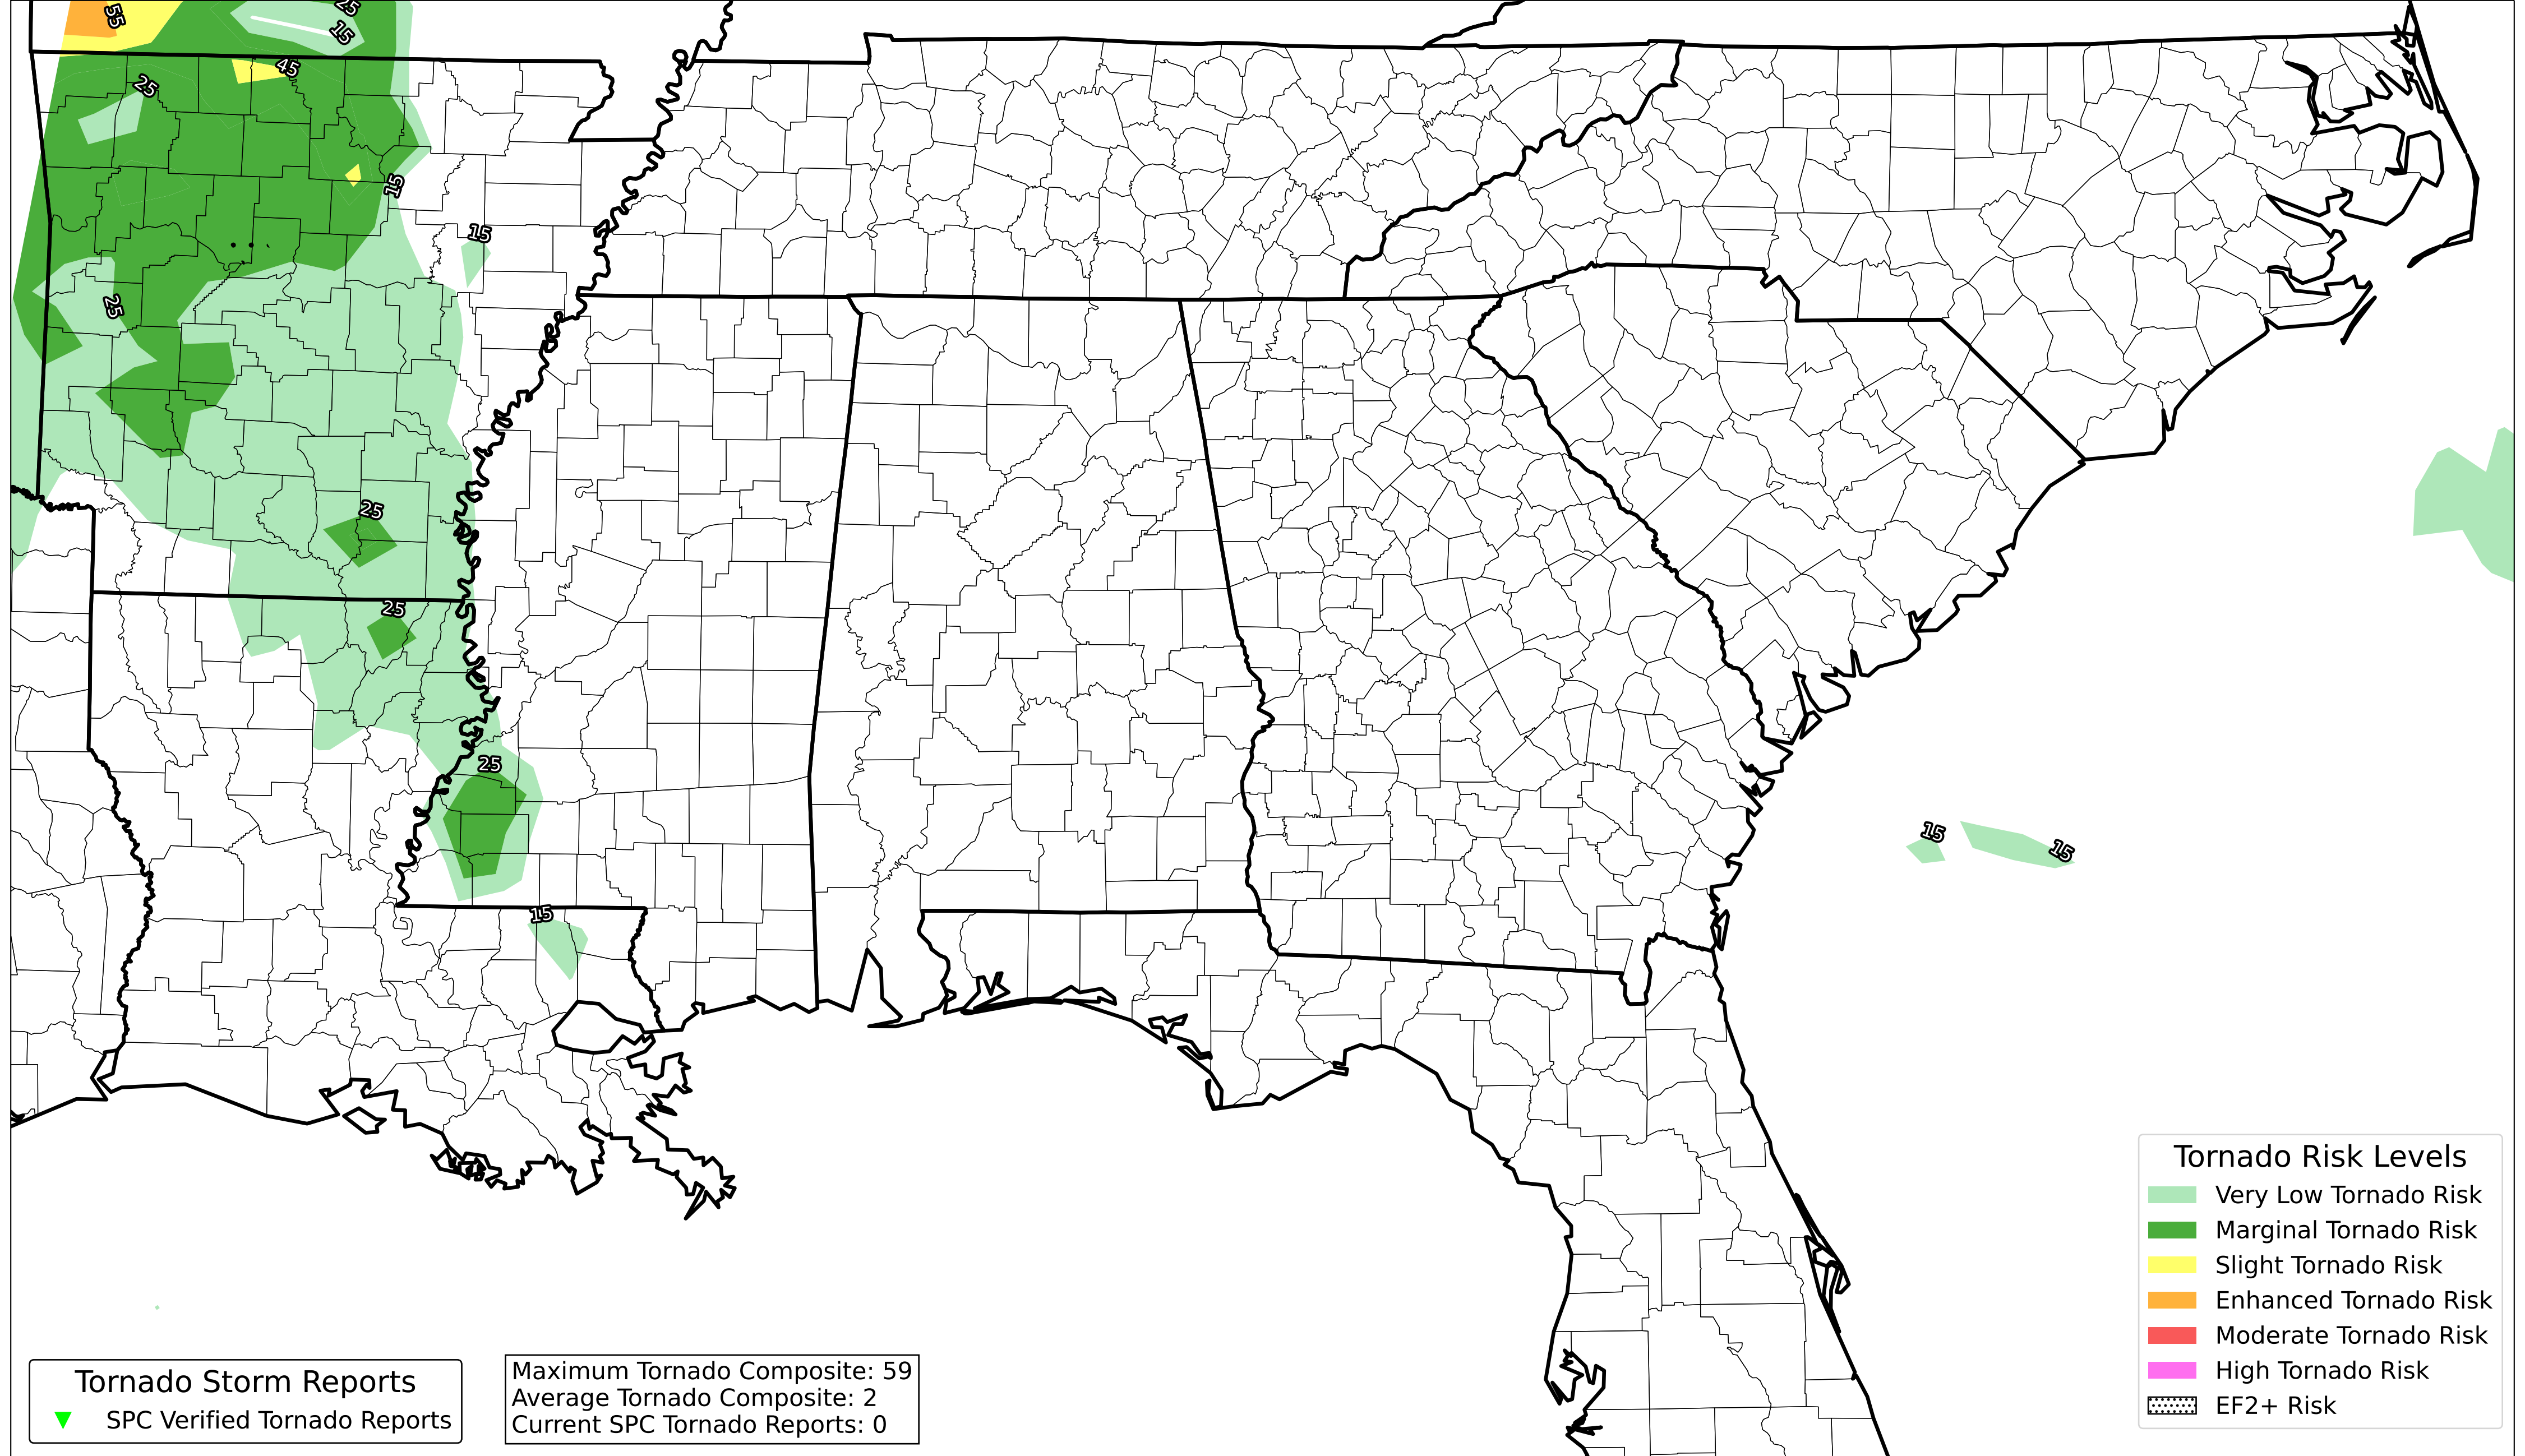 55
25
15
45
25
15
15
25
25
25
25
15
15
15
Tornado Risk Levels
Very Low Tornado Risk
Marginal Tornado Risk
Slight Tornado Risk
Enhanced Tornado Risk
Moderate Tornado Risk
High Tornado Risk
EF2+ Risk
Tornado Storm Reports
SPC Verified Tornado Reports
Maximum Tornado Composite: 59
Average Tornado Composite: 2
Current SPC Tornado Reports: 0